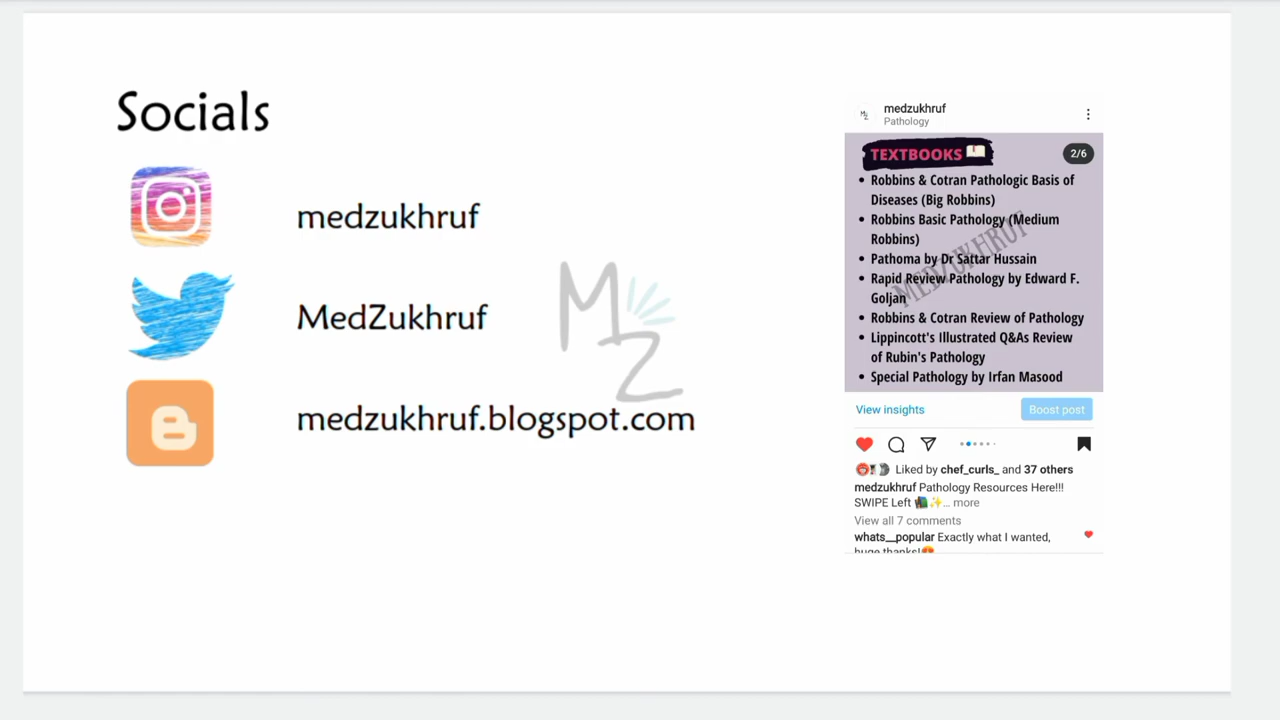 Socials
medzukhruf
MedZukhruf
medzukhruf.blogspot.com
MZ
medzukhruf
Pathology
TEXTBOOKS
2/6
• Robbins & Cotran Pathologic Basis of
Diseases (Big Robbins)
• Robbins Basic Pathology (Medium
Robbins)
• Pathoma by Dr Sattar Hussain
• Rapid Review Pathology by Edward F.
Goljan
• Robbins & Cotran Review of Pathology
• Lippincott's Illustrated Q&As Review
of Rubin's Pathology
• Special Pathology by Irfan Masood
MEDZUKHRUF
View insights
Boost post
Liked by chef_curls_ and 37 others
medzukhruf Pathology Resources Here!!!
SWIPE Left 📚✨... more
View all 7 comments
whats__popular Exactly what I wanted,
huge thanks!😍